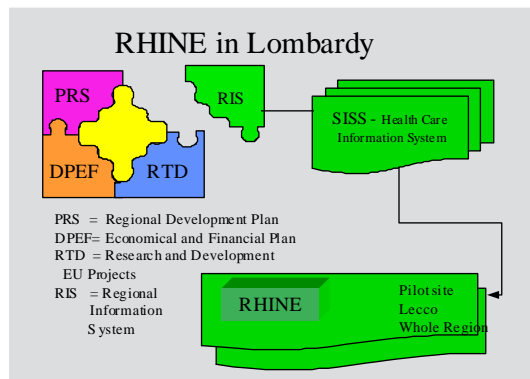 RHINE in Lombardy
PRS
RIS
SISS - Health Care
Information System
DPEF
RTD
PRS = Regional Development Plan
DPEF= Economical and Financial Plan
RTD = Research and Development
EU Projects
RIS = Regional
Information
System
RHINE
Pilot site
Lecco
Whole Region